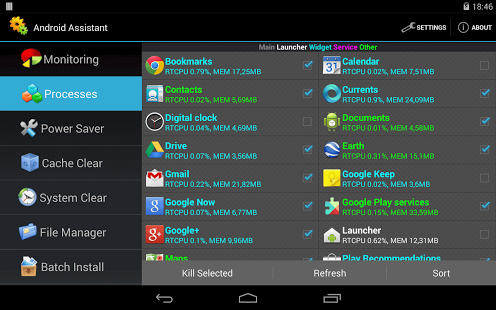 18:46
Android Assistant
SETTINGS
ABOUT
Monitoring
Processes
Power Saver
Cache Clear
System Clear
File Manager
Batch Install
Main Launcher Widget Service Other
Bookmarks
RTCPU 0.79%, MEM 17,25MB
Calendar
RTCPU 0.02%, MEM 7,51MB
Contacts
RTCPU 0.02%, MEM 5,69MB
Currents
RTCPU 0.9%, MEM 24,09MB
Digital clock
RTCPU 0.04%, MEM 4,69MB
Documents
RTCPU 0.01%, MEM 4,58MB
Drive
RTCPU 0.07%, MEM 3,56MB
Earth
RTCPU 0.31%, MEM 15,1MB
Gmail
RTCPU 0.22%, MEM 21,82MB
Google Keep
RTCPU 0.02%, MEM 3,6MB
Google Now
RTCPU 0.07%, MEM 6,77MB
Google Play services
RTCPU 0.15%, MEM 33,59MB
Google+
RTCPU 0.1%, MEM 9,96MB
Launcher
RTCPU 0.62%, MEM 12,31MB
Maps
Play Recommendations
Kill Selected
Refresh
Sort